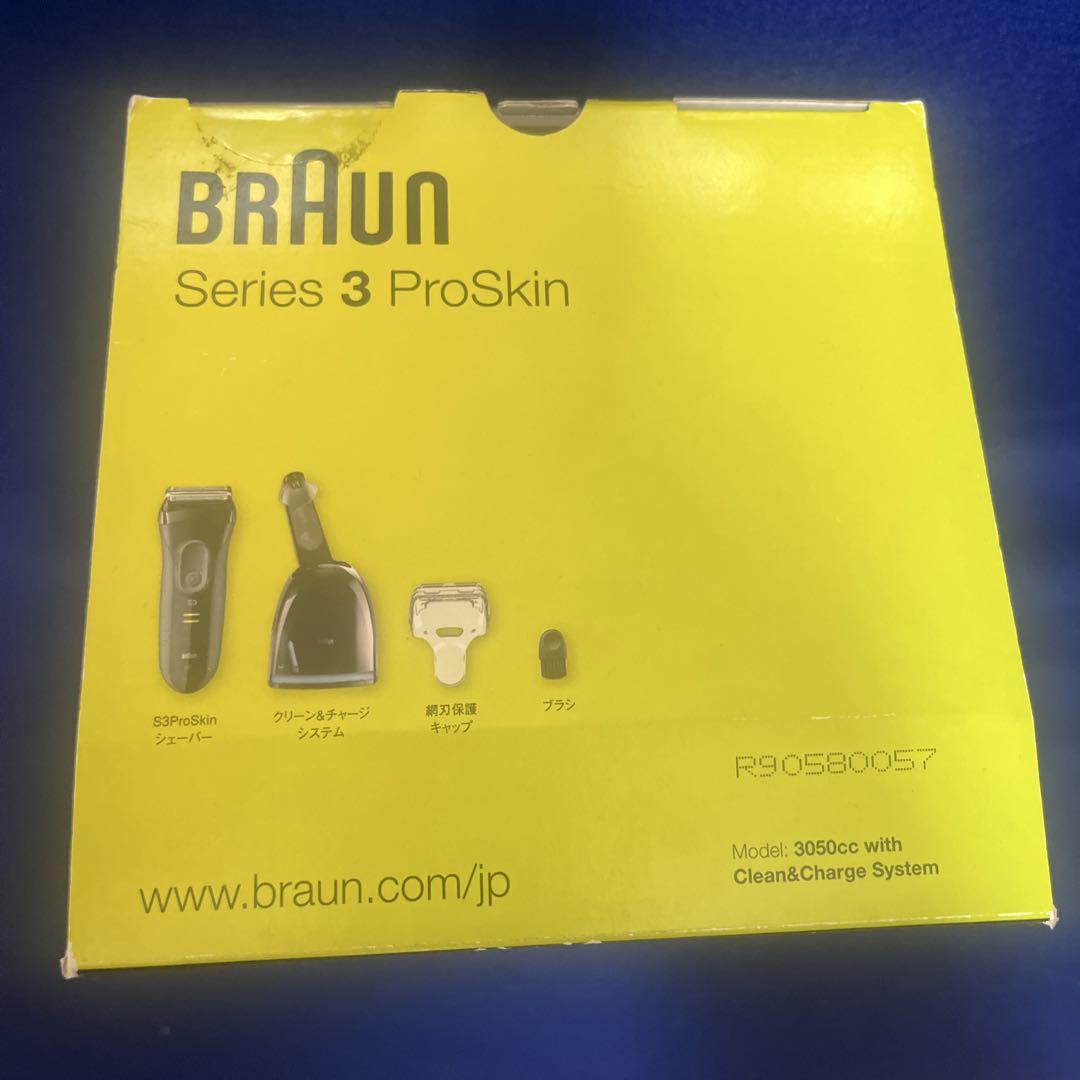 BRAUN
Series 3 ProSkin
S3ProSkin
シェーバー
クリーン&チャージ
システム
網刃保護
キャップ
ブラシ
R90580057
Model: 3050cc with
Clean&Charge System
www.braun.com/jp